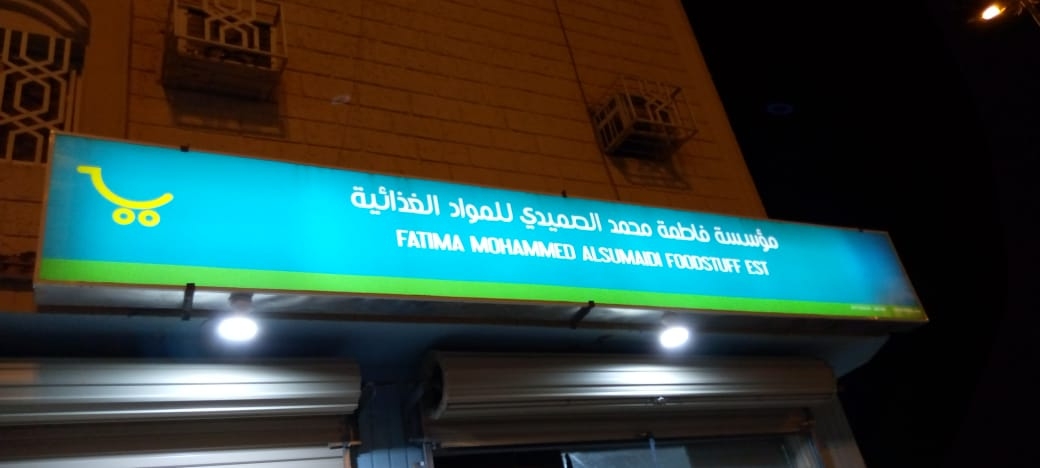 مؤسسة فاطمة محمد الصميدي للمواد الغذائية
FATIMA MOHAMMED ALSUMAIDI FOODSTUFF EST